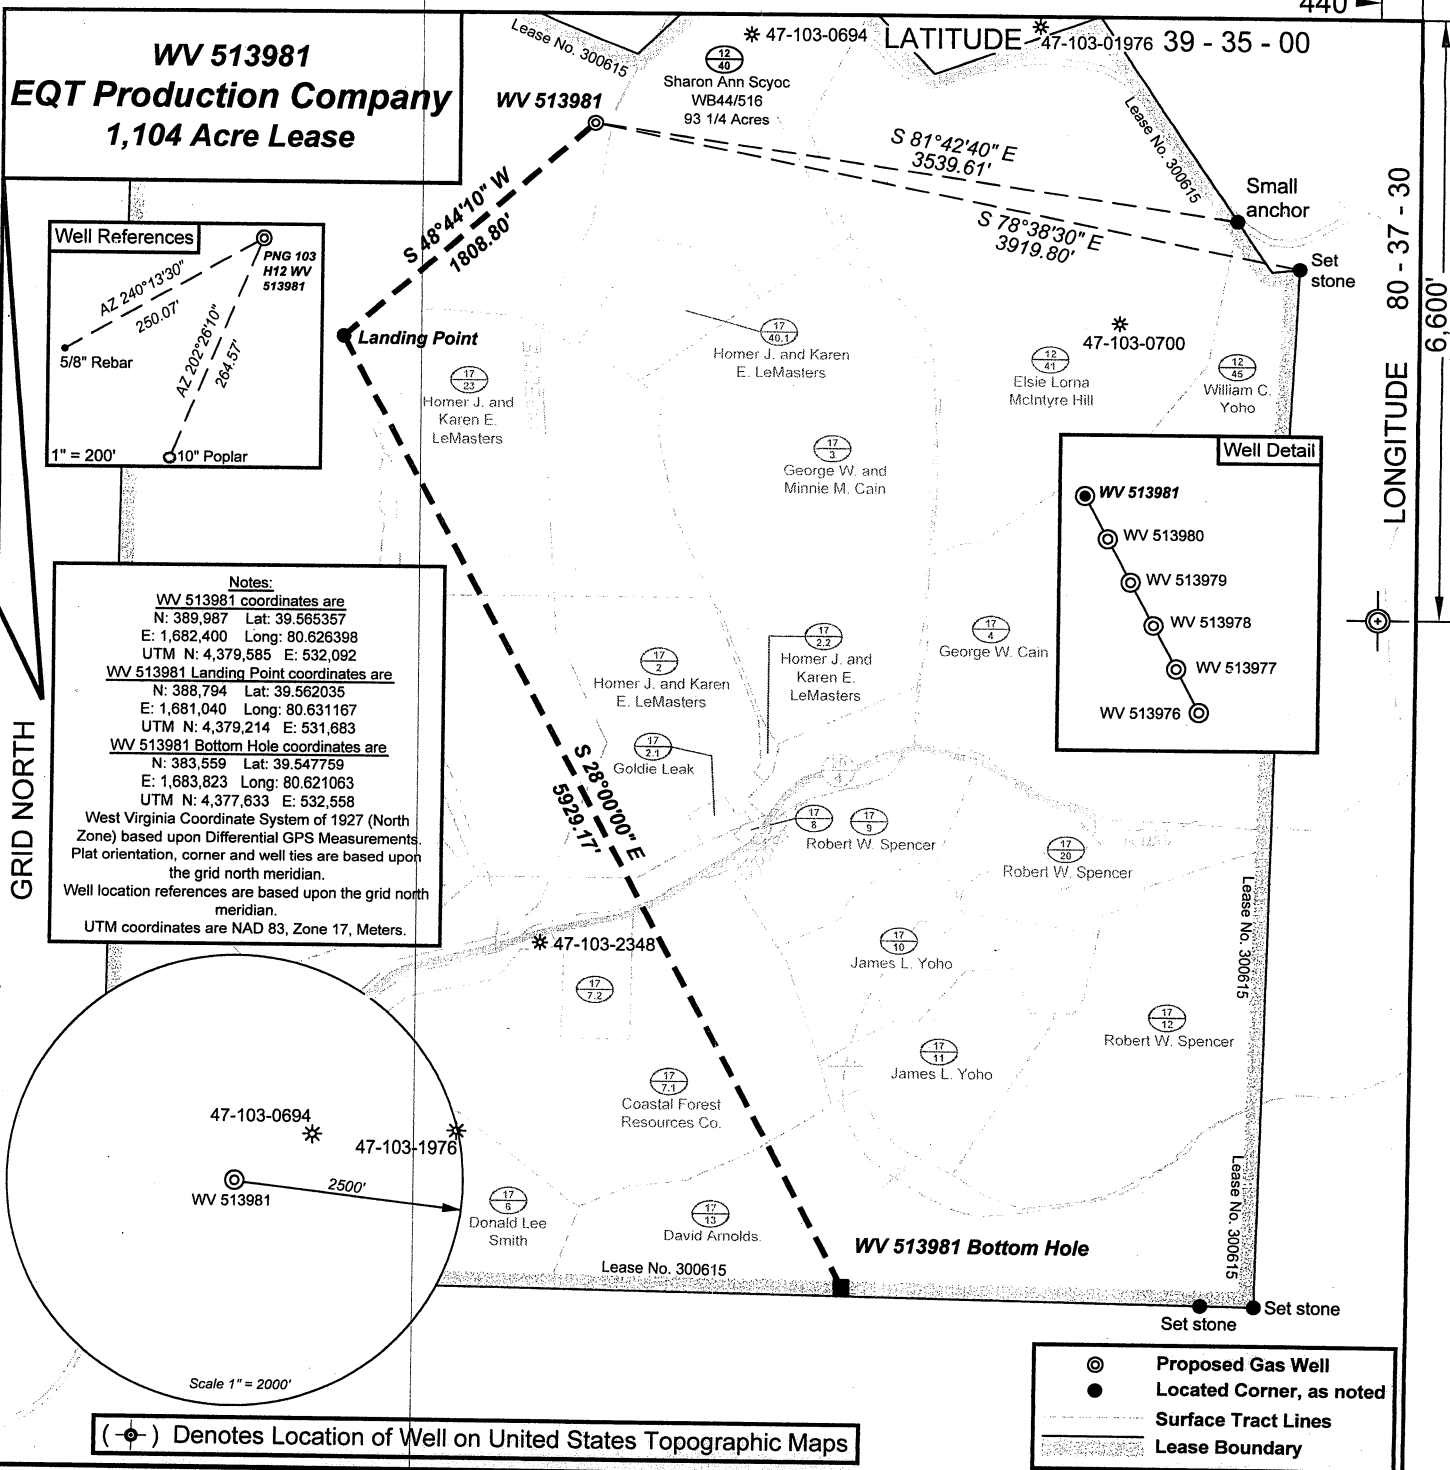 440
WV 513981
EQT Production Company
1,104 Acre Lease
LATITUDE 39 - 35 - 00
LONGITUDE 80 - 37 - 30
6,600'
Lease No. 300615
47-103-0694
47-103-01976
12
40
Sharon Ann Scyoc
WB44/516
93 1/4 Acres
WV 513981
S 81°42'40" E
3539.61'
S 78°38'30" E
3919.80'
Lease No. 300615
Small
anchor
Set
stone
S 48°44'10" W
1808.80'
Landing Point
Well References
PNG 103
H12 WV
513981
AZ 240°13'30"
250.07'
AZ 202°26'10"
264.57'
5/8" Rebar
1" = 200'
10" Poplar
17
40.1
Homer J. and Karen
E. LeMasters
47-103-0700
12
41
Elsie Lorna
McIntyre Hill
12
45
William C.
Yoho
17
23
Homer J. and
Karen E.
LeMasters
17
3
George W. and
Minnie M. Cain
Well Detail
WV 513981
WV 513980
WV 513979
WV 513978
WV 513977
WV 513976
Notes:
WV 513981 coordinates are
N: 389,987 Lat: 39.565357
E: 1,682,400 Long: 80.626398
UTM N: 4,379,585 E: 532,092
WV 513981 Landing Point coordinates are
N: 388,794 Lat: 39.562035
E: 1,681,040 Long: 80.631167
UTM N: 4,379,214 E: 531,683
WV 513981 Bottom Hole coordinates are
N: 383,559 Lat: 39.547759
E: 1,683,823 Long: 80.621063
UTM N: 4,377,633 E: 532,558
West Virginia Coordinate System of 1927 (North
Zone) based upon Differential GPS Measurements.
Plat orientation, corner and well ties are based upon
the grid north meridian.
Well location references are based upon the grid north
meridian.
UTM coordinates are NAD 83, Zone 17, Meters.
GRID NORTH
17
2
Homer J. and Karen
E. LeMasters
17
2.2
Homer J. and
Karen E.
LeMasters
17
4
George W. Cain
17
2.1
Goldie Leak
S 28°00'00" E
5929.17'
17
8
17
9
Robert W. Spencer
17
20
Robert W. Spencer
Lease No. 300615
47-103-2348
17
7.2
17
10
James L. Yoho
17
12
Robert W. Spencer
17
11
James L. Yoho
17
7.1
Coastal Forest
Resources Co.
47-103-0694
47-103-1976
WV 513981
2500'
Scale 1" = 2000'
17
6
Donald Lee
Smith
17
13
David Arnolds.
Lease No. 300615
WV 513981 Bottom Hole
Lease No. 300615
Set stone
Set stone
Proposed Gas Well
Located Corner, as noted
Surface Tract Lines
Lease Boundary
( ) Denotes Location of Well on United States Topographic Maps